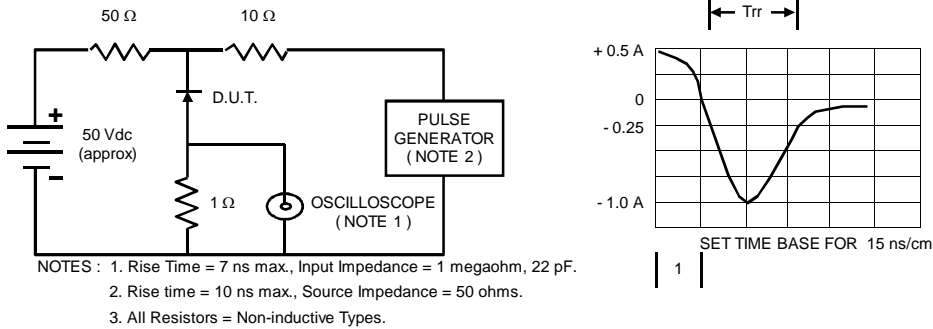 50 Ω
10 Ω
D.U.T.
+
50 Vdc
(approx)
-
PULSE
GENERATOR
( NOTE 2 )
1 Ω
OSCILLOSCOPE
( NOTE 1 )
Trr
+ 0.5 A
0
- 0.25
- 1.0 A
SET TIME BASE FOR 15 ns/cm
1
NOTES : 1. Rise Time = 7 ns max., Input Impedance = 1 megaohm, 22 pF.
2. Rise time = 10 ns max., Source Impedance = 50 ohms.
3. All Resistors = Non-inductive Types.